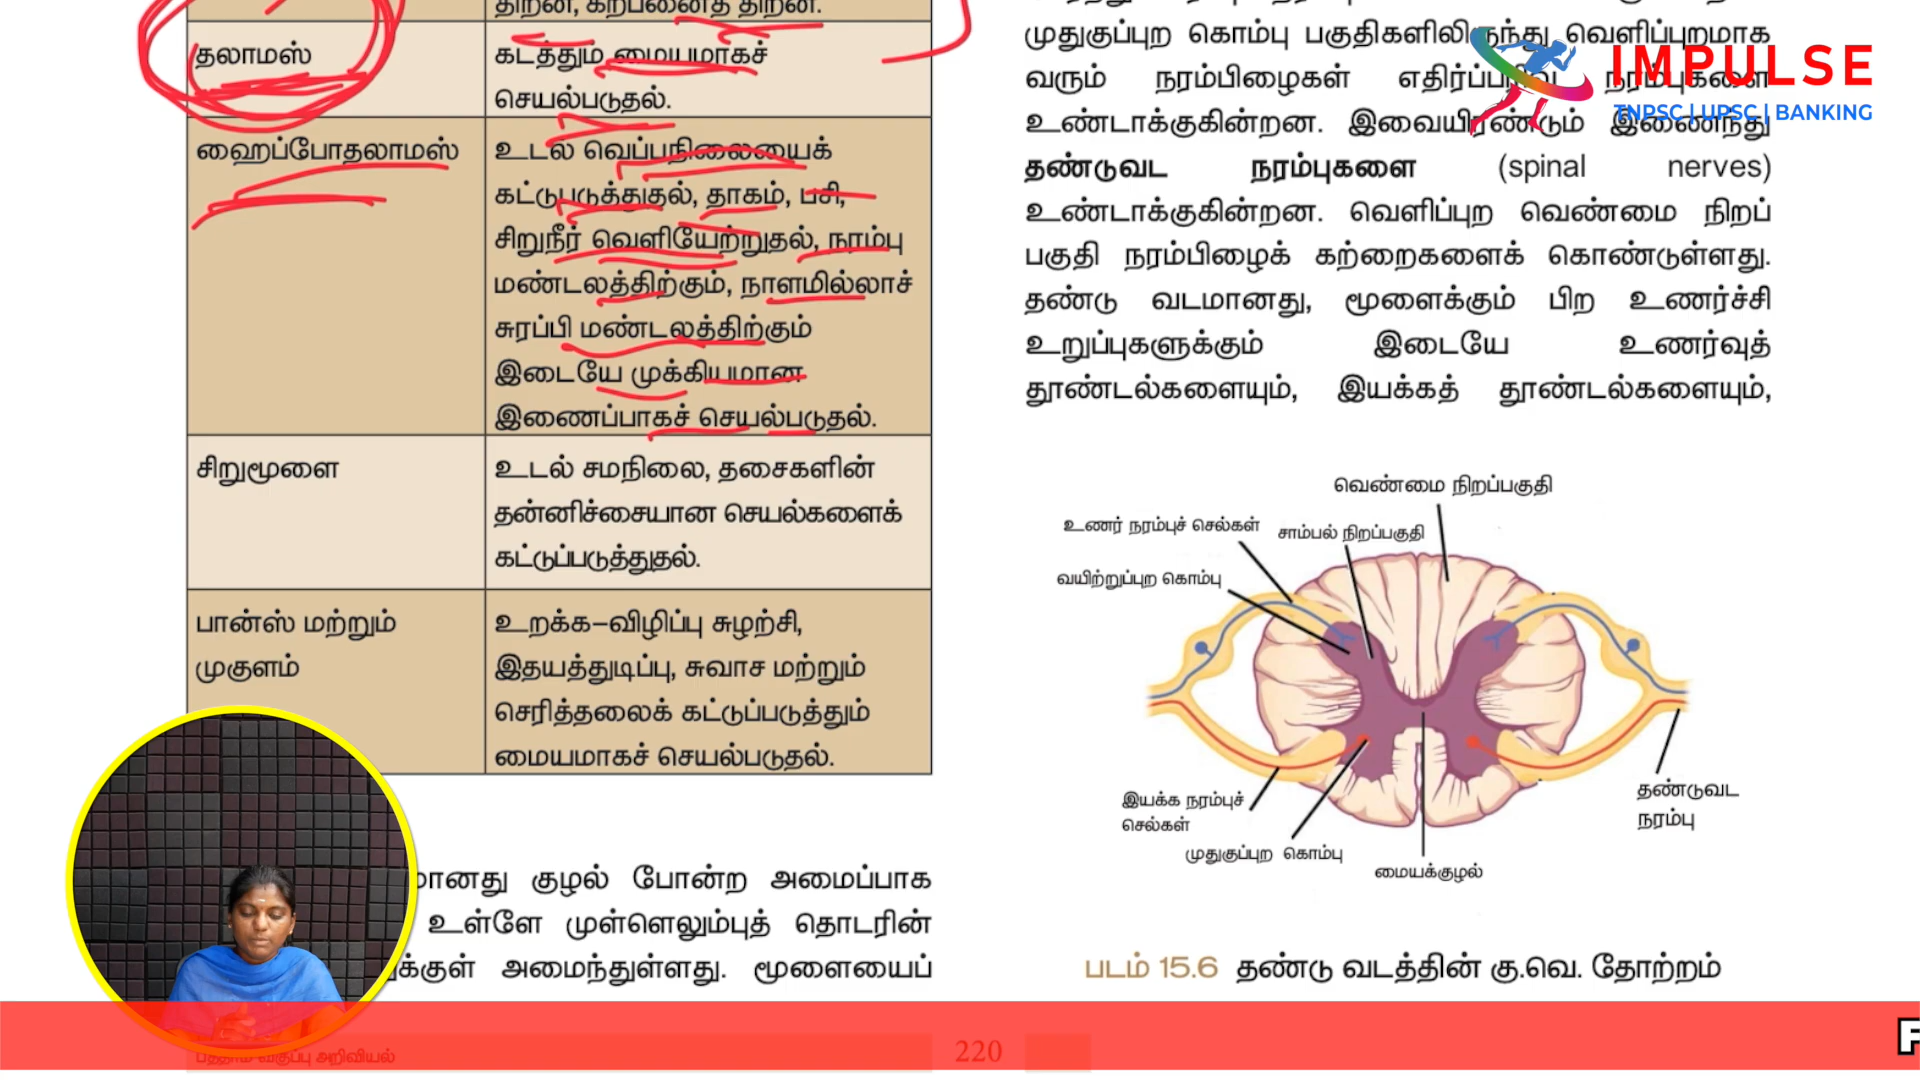 திறன், கற்பனைத் திறன்.
தலாமஸ்
கடத்தும் மையமாகச்
செயல்படுதல்.
ஹைப்போதலாமஸ்
உடல் வெப்பநிலையைக்
கட்டுபடுத்துதல், தாகம், பசி,
சிறுநீர் வெளியேற்றுதல், நரம்பு
மண்டலத்திற்கும், நாளமில்லாச்
சுரப்பி மண்டலத்திற்கும்
இடையே முக்கியமான
இணைப்பாகச் செயல்படுதல்.
சிறுமூளை
உடல் சமநிலை, தசைகளின்
தன்னிச்சையான செயல்களைக்
கட்டுப்படுத்துதல்.
பான்ஸ் மற்றும்
முகுளம்
உறக்க–விழிப்பு சுழற்சி,
இதயத்துடிப்பு, சுவாச மற்றும்
செரித்தலைக் கட்டுப்படுத்தும்
மையமாகச் செயல்படுதல்.
குழல் போன்ற அமைப்பாக
உள்ளே முள்ளெலும்புத் தொடரின்
அமைந்துள்ளது. மூளையைப்
முதுகுப்புற கொம்பு பகுதிகளிலிருந்து வெளிப்புறமாக
வரும் நரம்பிழைகள் நரம்புகளை
உண்டாக்குகின்றன. இவையிரண்டும் இணைந்து
தண்டுவட நரம்புகளை (spinal nerves)
உண்டாக்குகின்றன. வெளிப்புற வெண்மை நிறப்
பகுதி நரம்பிழைக் கற்றைகளைக் கொண்டுள்ளது.
தண்டு வடமானது, மூளைக்கும் பிற உணர்ச்சி
உறுப்புகளுக்கும் இடையே உணர்வுத்
தூண்டல்களையும், இயக்கத் தூண்டல்களையும்,
IMPULSE
TNPSC | UPSC | BANKING
வெண்மை நிறப்பகுதி
உணர் நரம்புச் செல்கள்
சாம்பல் நிறப்பகுதி
வயிற்றுப்புற கொம்பு
தண்டுவட
நரம்பு
இயக்க நரம்புச்
செல்கள்
முதுகுப்புற கொம்பு
மையக்குழல்
படம் 15.6 தண்டு வடத்தின் கு.வெ. தோற்றம்
பத்தாம் வகுப்பு அறிவியல்
220